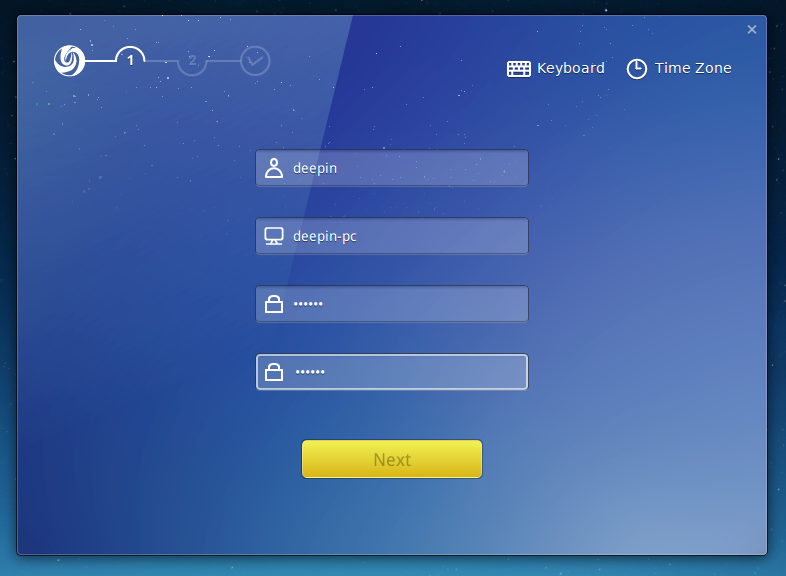 1
2
Keyboard
Time Zone
deepin
deepin-pc
••••••
••••••
Next